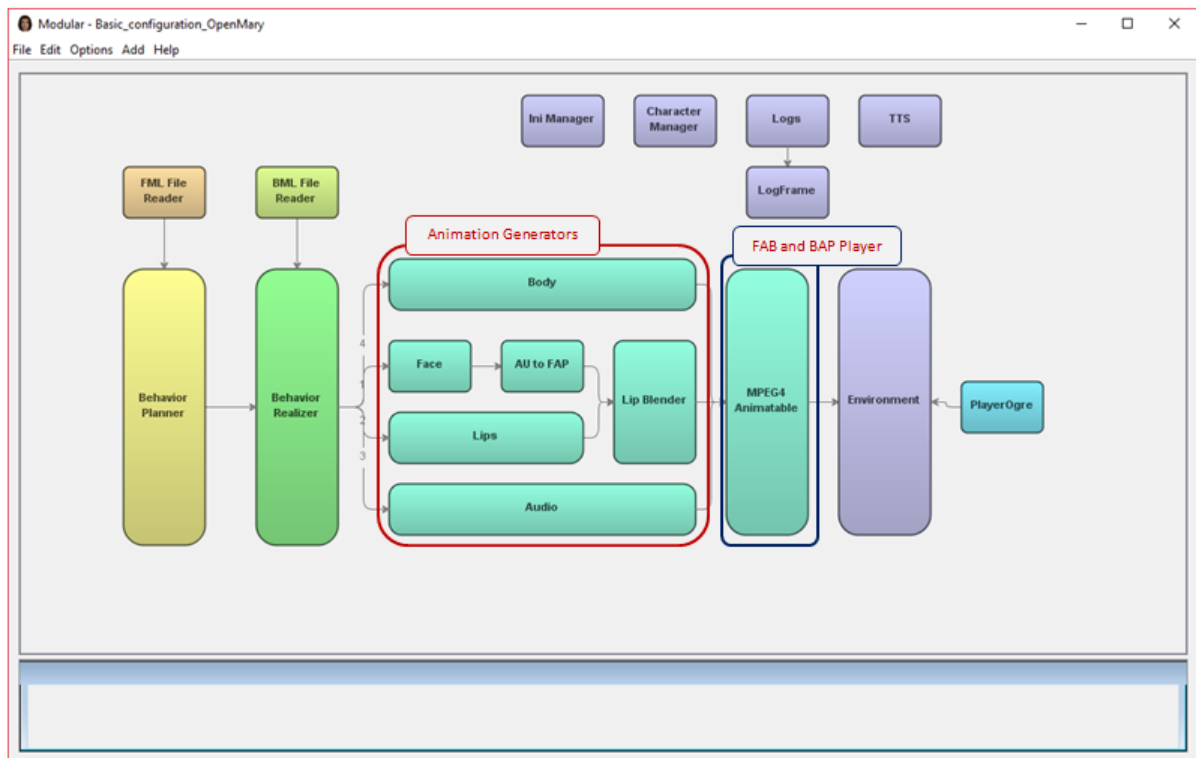 Modular - Basic_configuration_OpenMary
File Edit Options Add Help
Ini Manager
Character
Manager
Logs
TTS
FML File
Reader
BML File
Reader
LogFrame
Animation Generators
FAB and BAP Player
Body
4
Face
AU to FAP
1
Behavior
Planner
Behavior
Realizer
Lip Blender
MPEG4
Animatable
Environment
PlayerOgre
2
Lips
3
Audio